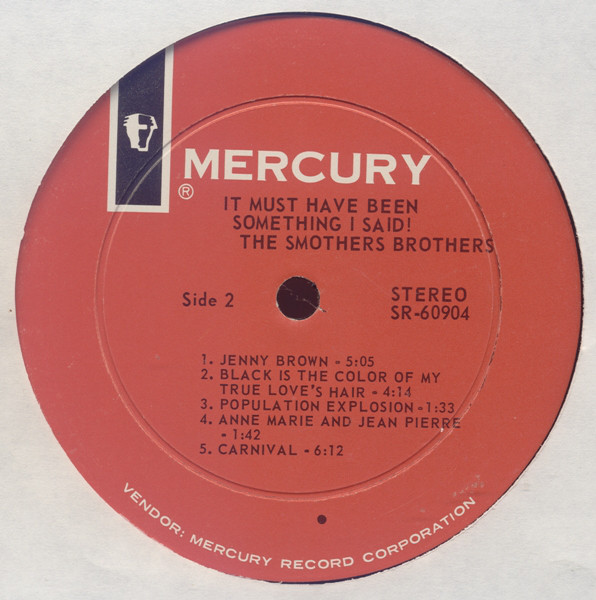 MERCURY
®
IT MUST HAVE BEEN
SOMETHING I SAID!
THE SMOTHERS BROTHERS
Side 2
STEREO
SR-60904
1. JENNY BROWN - 5:05
2. BLACK IS THE COLOR OF MY
TRUE LOVE'S HAIR - 4:14
3. POPULATION EXPLOSION - 1:33
4. ANNE MARIE AND JEAN PIERRE
- 1:42
5. CARNIVAL - 6:12
VENDOR: MERCURY RECORD CORPORATION